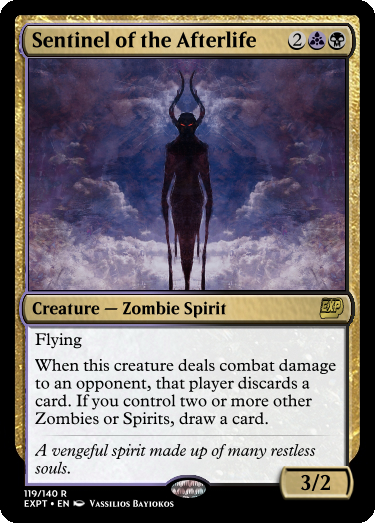 Sentinel of the Afterlife 2
Creature — Zombie Spirit EXP
Flying
When this creature deals combat damage
to an opponent, that player discards a
card. If you control two or more other
Zombies or Spirits, draw a card.
A vengeful spirit made up of many restless
souls.
3/2
119/140 R
EXPT • EN Vassilios Bayiokos